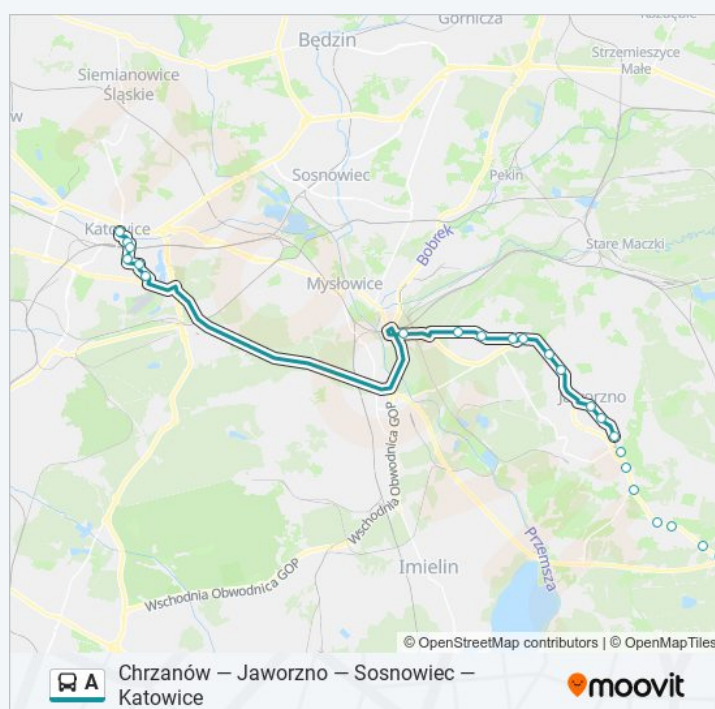 Górnicza
Będzin
Siemianowice
Śląskie
Strzemieszyce
Małe
Sosnowiec
Pekin
Katowice
Bobrek
Stare Maczki
Mysłowice
Jaworzno
Wschodnia Obwodnica GOP
Przemsza
Wschodnia Obwodnica GOP
Imielin
© OpenStreetMap contributors | © OpenMapTiles
A
Chrzanów — Jaworzno — Sosnowiec —
Katowice
moovit